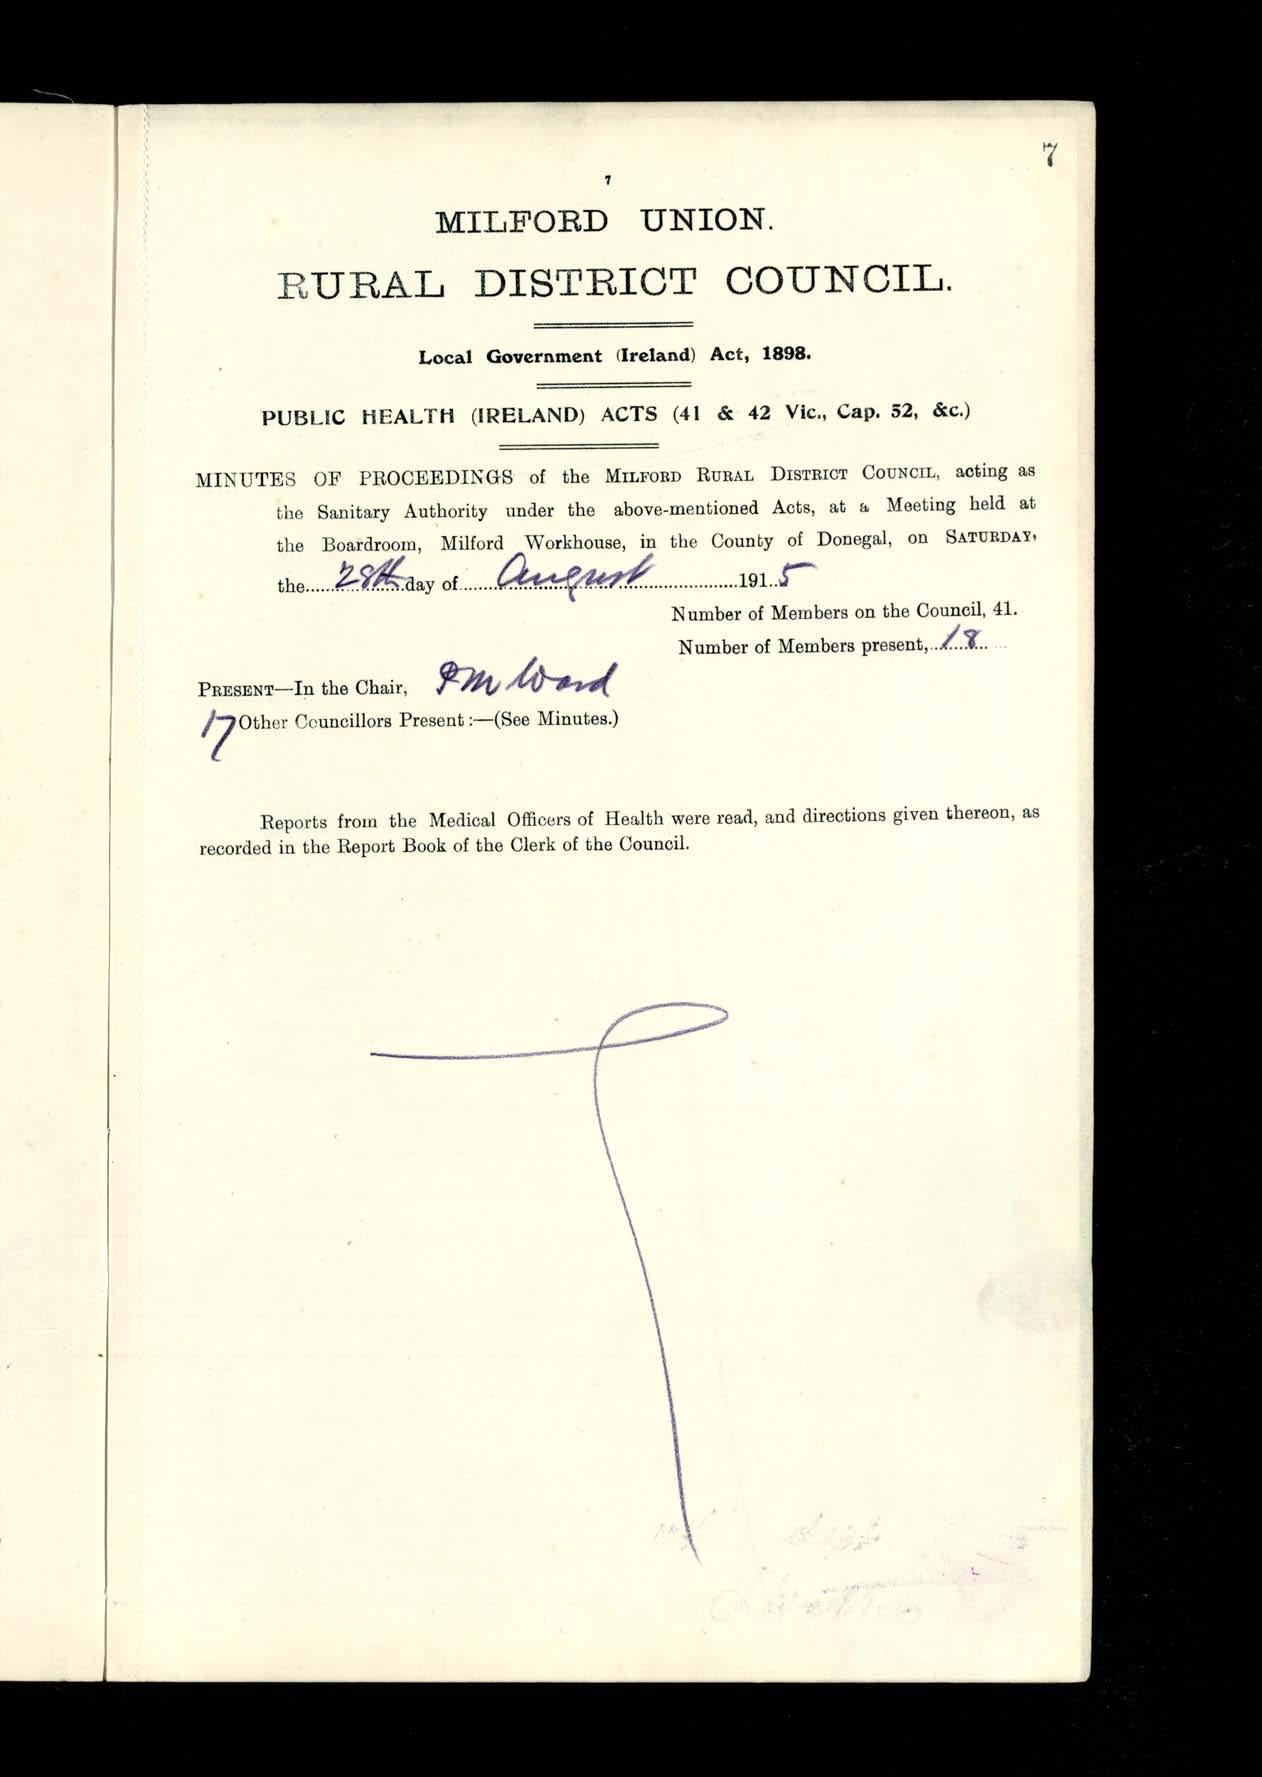 7
7
MILFORD UNION.
RURAL DISTRICT COUNCIL.
Local Government (Ireland) Act, 1898.
PUBLIC HEALTH (IRELAND) ACTS (41 & 42 Vic., Cap. 52, &c.)
MINUTES OF PROCEEDINGS of the MILFORD RURAL DISTRICT COUNCIL, acting as
the Sanitary Authority under the above-mentioned Acts, at a Meeting held at
the Boardroom, Milford Workhouse, in the County of Donegal, on SATURDAY,
the 28th day of August 1915
Number of Members on the Council, 41.
Number of Members present, 18
PRESENT—In the Chair, P M Ward
17 Other Councillors Present:—(See Minutes.)
Reports from the Medical Officers of Health were read, and directions given thereon, as
recorded in the Report Book of the Clerk of the Council.